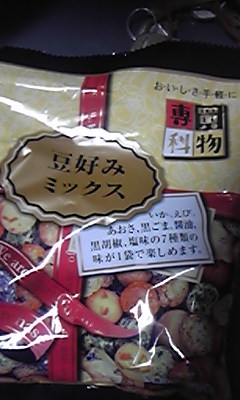 おいしさ手軽に
専
科
物
豆好み
ミックス
いか、えび、
あおさ、黒ごま、醤油、
黒胡椒、塩味の7種類の
味が1袋で楽しめます。